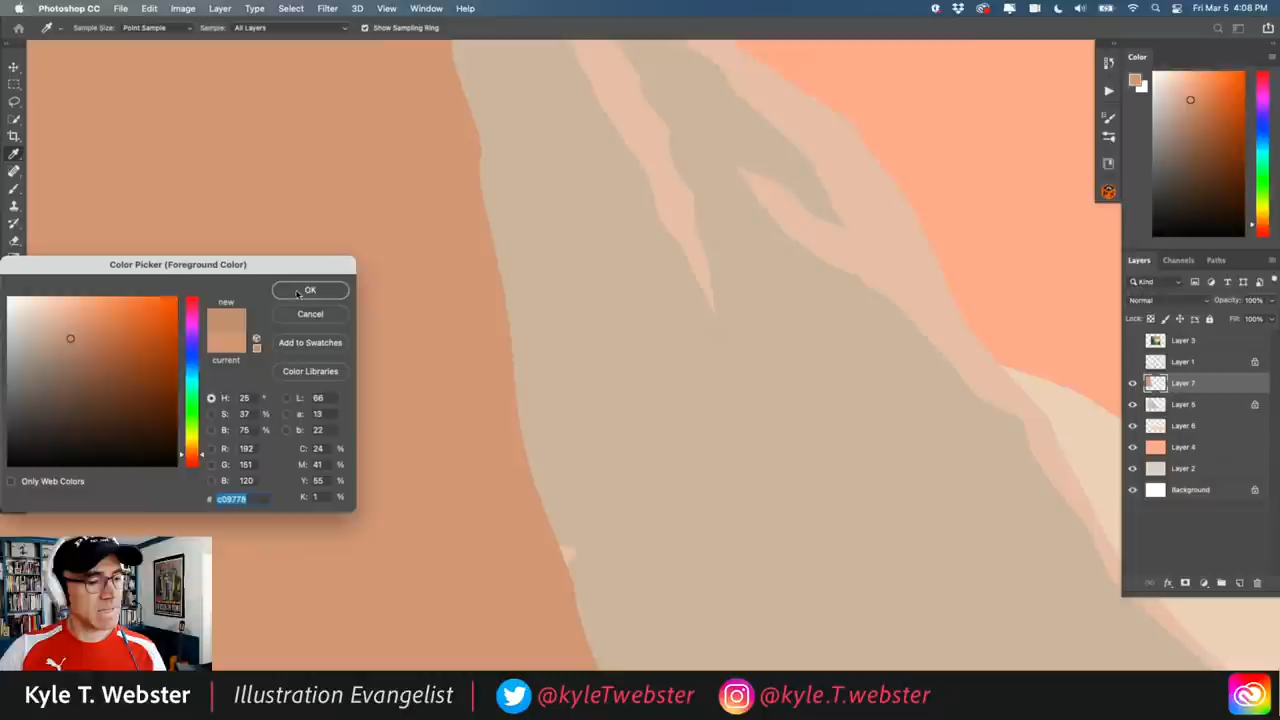 Photoshop CC File Edit Image Layer Type Select Filter 3D View Window Help Fri Mar 5 4:08 PM
Sample Size: Point Sample Sample: All Layers Show Sampling Ring
Color
Color Picker (Foreground Color)
new
current
OK
Cancel
Add to Swatches
Color Libraries
H: 25 °
S: 37 %
B: 75 %
R: 192
G: 151
B: 120
# c09778
L: 66
a: 13
b: 22
C: 24 %
M: 41 %
Y: 55 %
K: 1 %
Only Web Colors
Layers Channels Paths
Kind
Normal Opacity: 100%
Lock: Fill: 100%
Layer 3
Layer 1
Layer 7
Layer 5
Layer 6
Layer 4
Layer 2
Background
fx
Kyle T. Webster | Illustration Evangelist | @kyleTwebster @kyle.T.webster